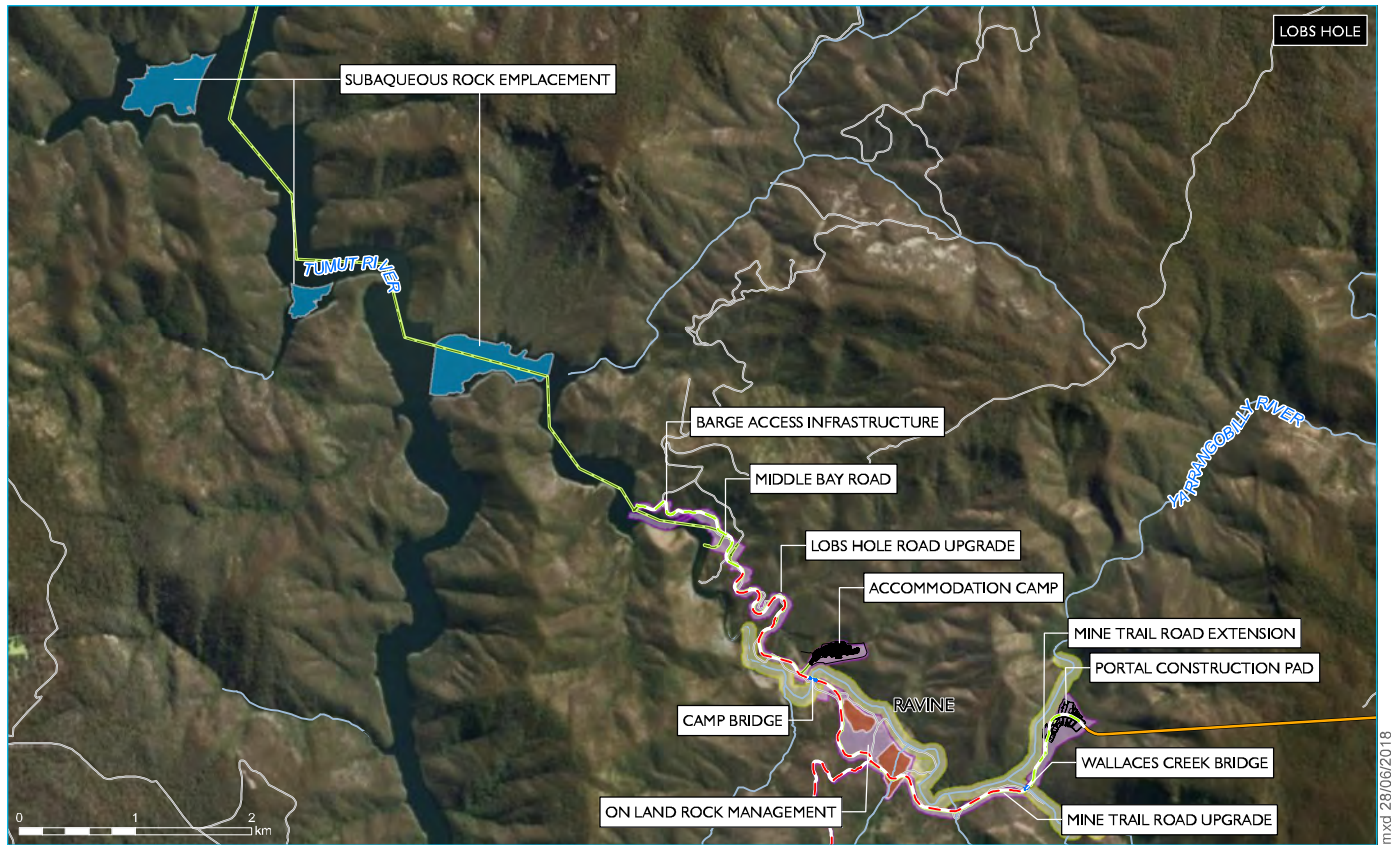 LOBS HOLE
SUBAQUEOUS ROCK EMPLACEMENT
TUMUT RIVER
BARGE ACCESS INFRASTRUCTURE
YARRANGOBILLY RIVER
MIDDLE BAY ROAD
LOBS HOLE ROAD UPGRADE
ACCOMMODATION CAMP
MINE TRAIL ROAD EXTENSION
PORTAL CONSTRUCTION PAD
RAVINE
CAMP BRIDGE
WALLACES CREEK BRIDGE
ON LAND ROCK MANAGEMENT
MINE TRAIL ROAD UPGRADE
0 1 2
km
mxd 28/06/2018